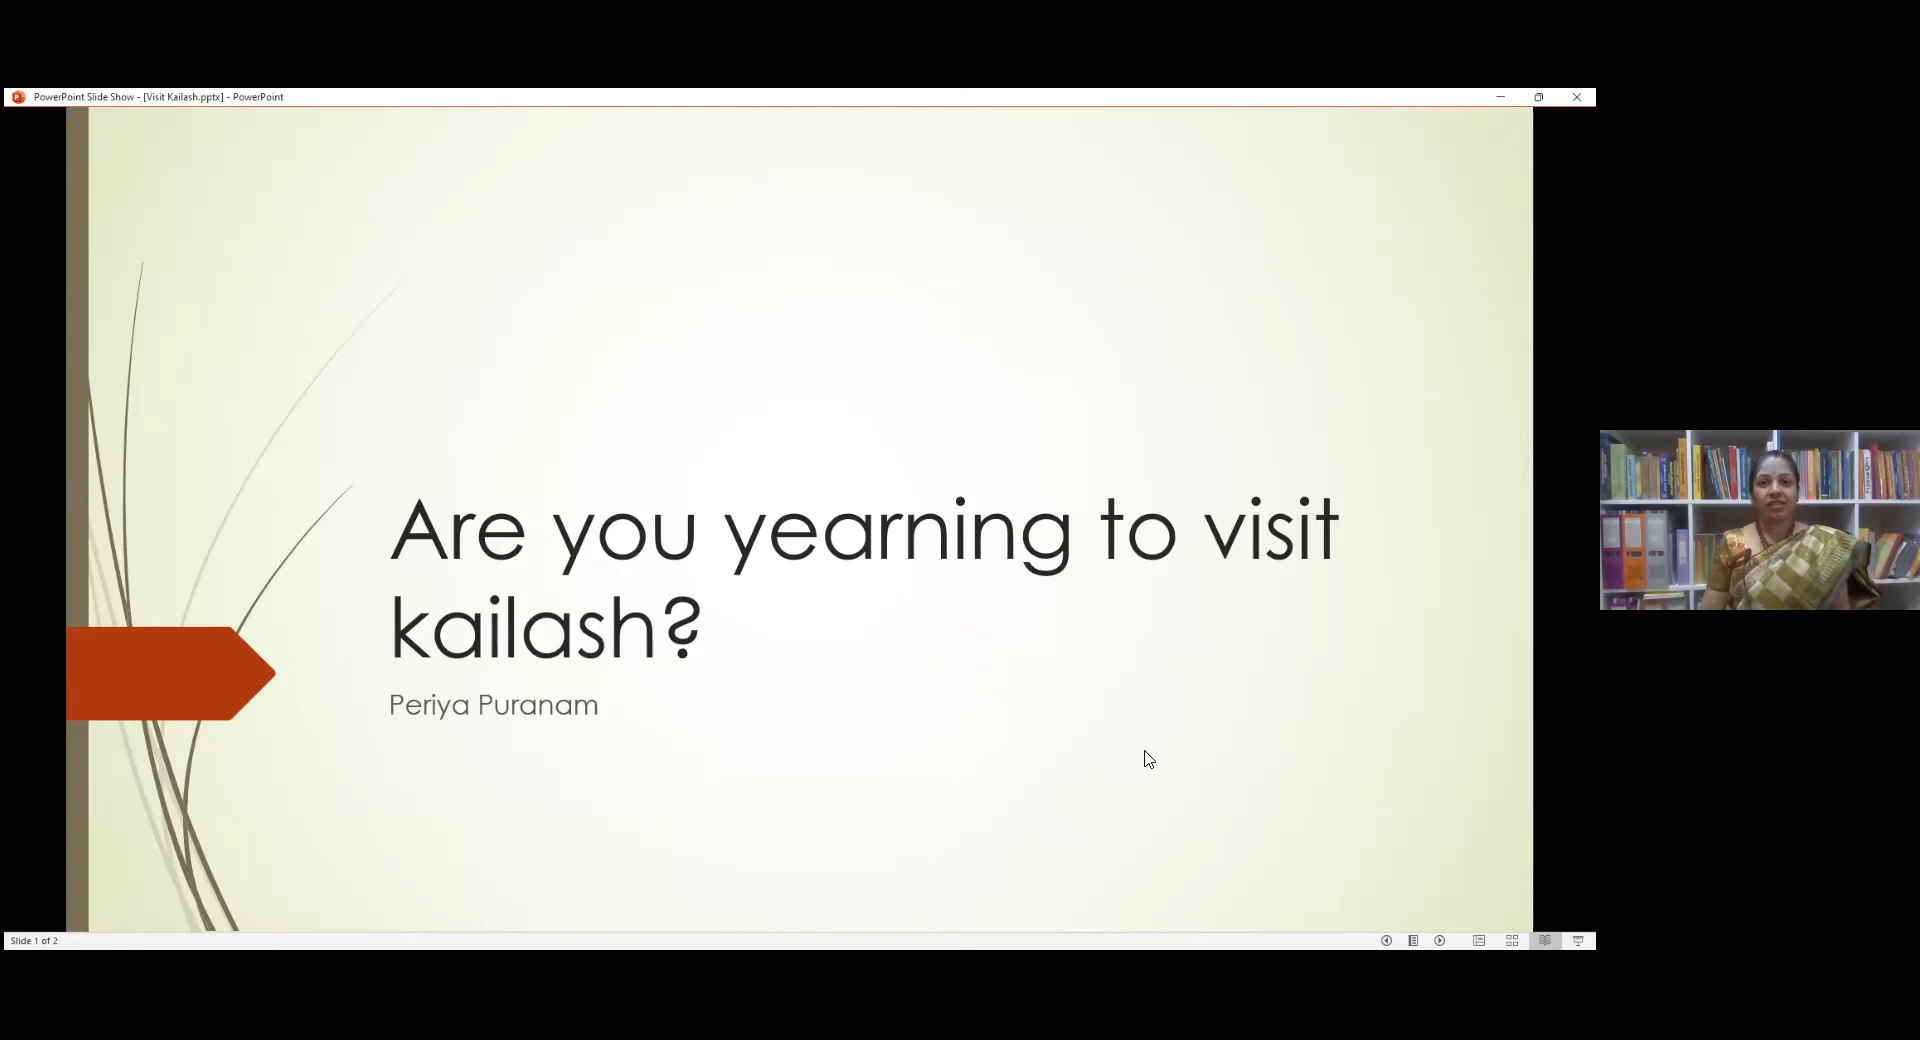 PowerPoint Slide Show - [Visit Kailash.pptx] - PowerPoint
Are you yearning to visit
kailash?
Periya Puranam
Slide 1 of 2